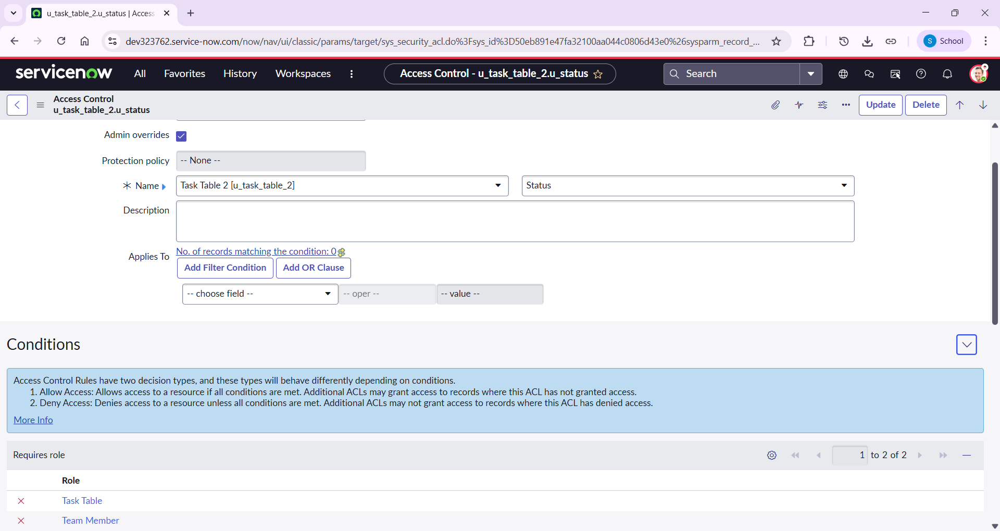 u_task_table_2.u_status | Access
dev323762.service-now.com/now/nav/ui/classic/params/target/sys_security_acl.do%3Fsys_id%3D50eb891e47fa32100aa044c0806d43e0%26sysparm_record_...
S School
servicenow All Favorites History Workspaces Access Control - u_task_table_2.u_status Search
Access Control
u_task_table_2.u_status
Update Delete
Admin overrides
Protection policy -- None --
Name Task Table 2 [u_task_table_2] Status
Description
No. of records matching the condition: 0
Applies To
Add Filter Condition Add OR Clause
-- choose field -- -- oper -- -- value --
Conditions
Access Control Rules have two decision types, and these types will behave differently depending on conditions.
1. Allow Access: Allows access to a resource if all conditions are met. Additional ACLs may grant access to records where this ACL has not granted access.
2. Deny Access: Denies access to a resource unless all conditions are met. Additional ACLs may not grant access to records where this ACL has denied access.
More Info
Requires role 1 to 2 of 2
Role
Task Table
Team Member